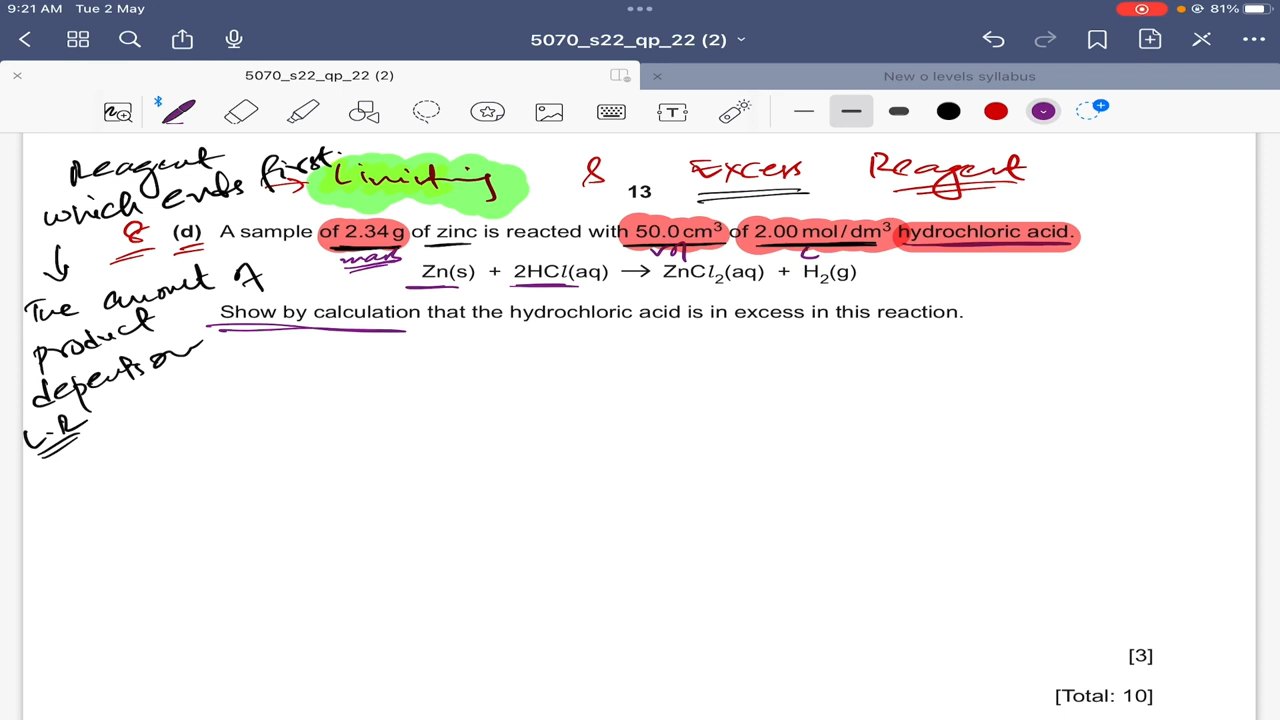 9:21 AM Tue 2 May
81%
5070_s22_qp_22 (2)
5070_s22_qp_22 (2)
New o levels syllabus
Reagent
which ends first.
Limiting & Excess Reagent
13
8 (d) A sample of 2.34 g of zinc is reacted with 50.0 cm³ of 2.00 mol / dm³ hydrochloric acid.
mass vol c
Zn(s) + 2HCl(aq) → ZnCl₂(aq) + H₂(g)
Show by calculation that the hydrochloric acid is in excess in this reaction.
↓
The amount of
product
depends on
L.R
[3]
[Total: 10]